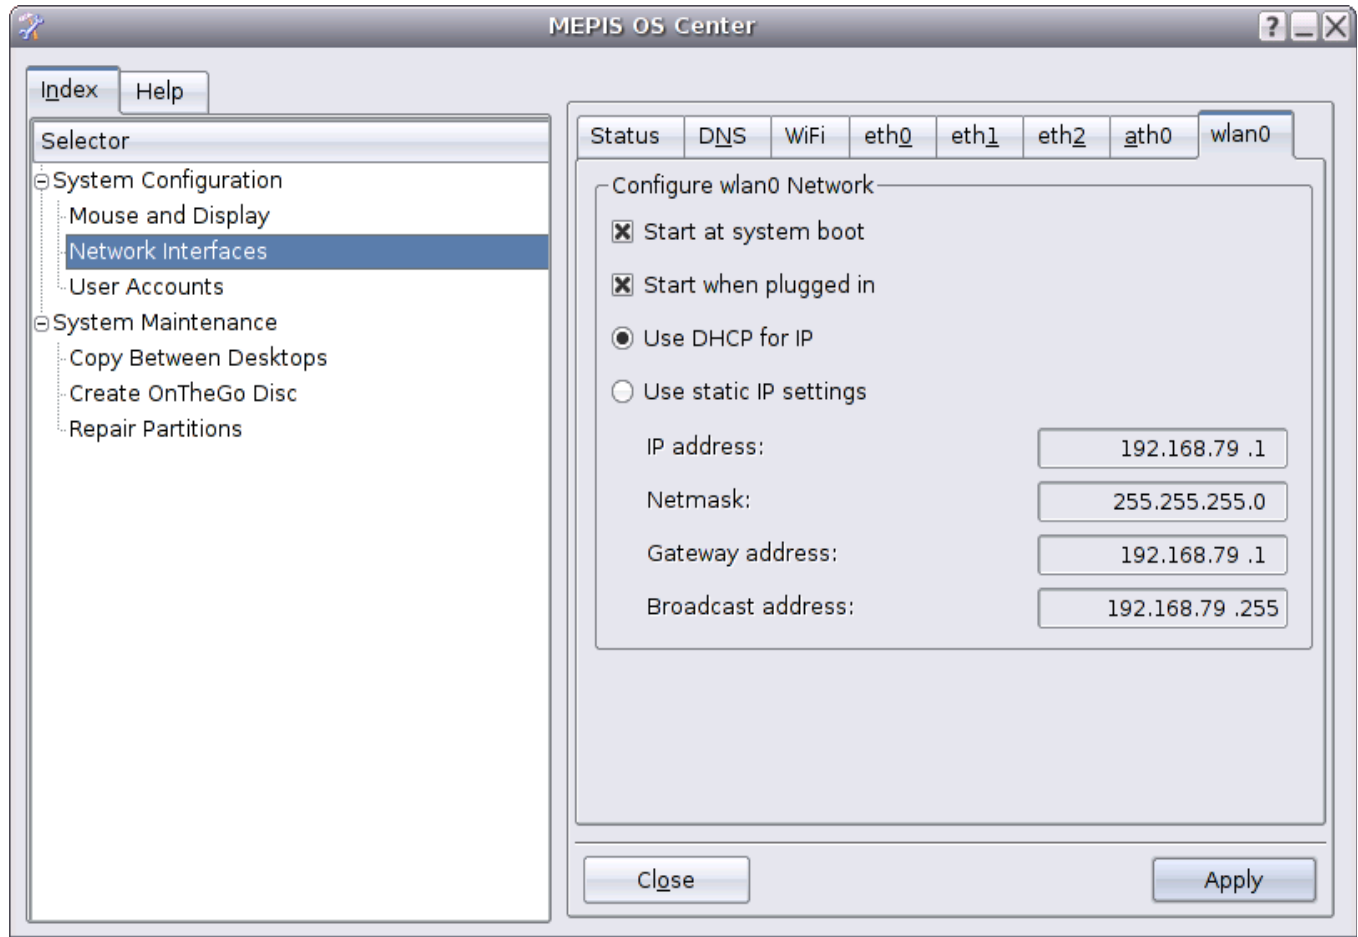 MEPIS OS Center
Index Help
Selector
System Configuration
Mouse and Display
Network Interfaces
User Accounts
System Maintenance
Copy Between Desktops
Create OnTheGo Disc
Repair Partitions
Status DNS WiFi eth0 eth1 eth2 ath0 wlan0
Configure wlan0 Network
Start at system boot
Start when plugged in
Use DHCP for IP
Use static IP settings
IP address: 192.168.79 .1
Netmask: 255.255.255.0
Gateway address: 192.168.79 .1
Broadcast address: 192.168.79 .255
Close Apply